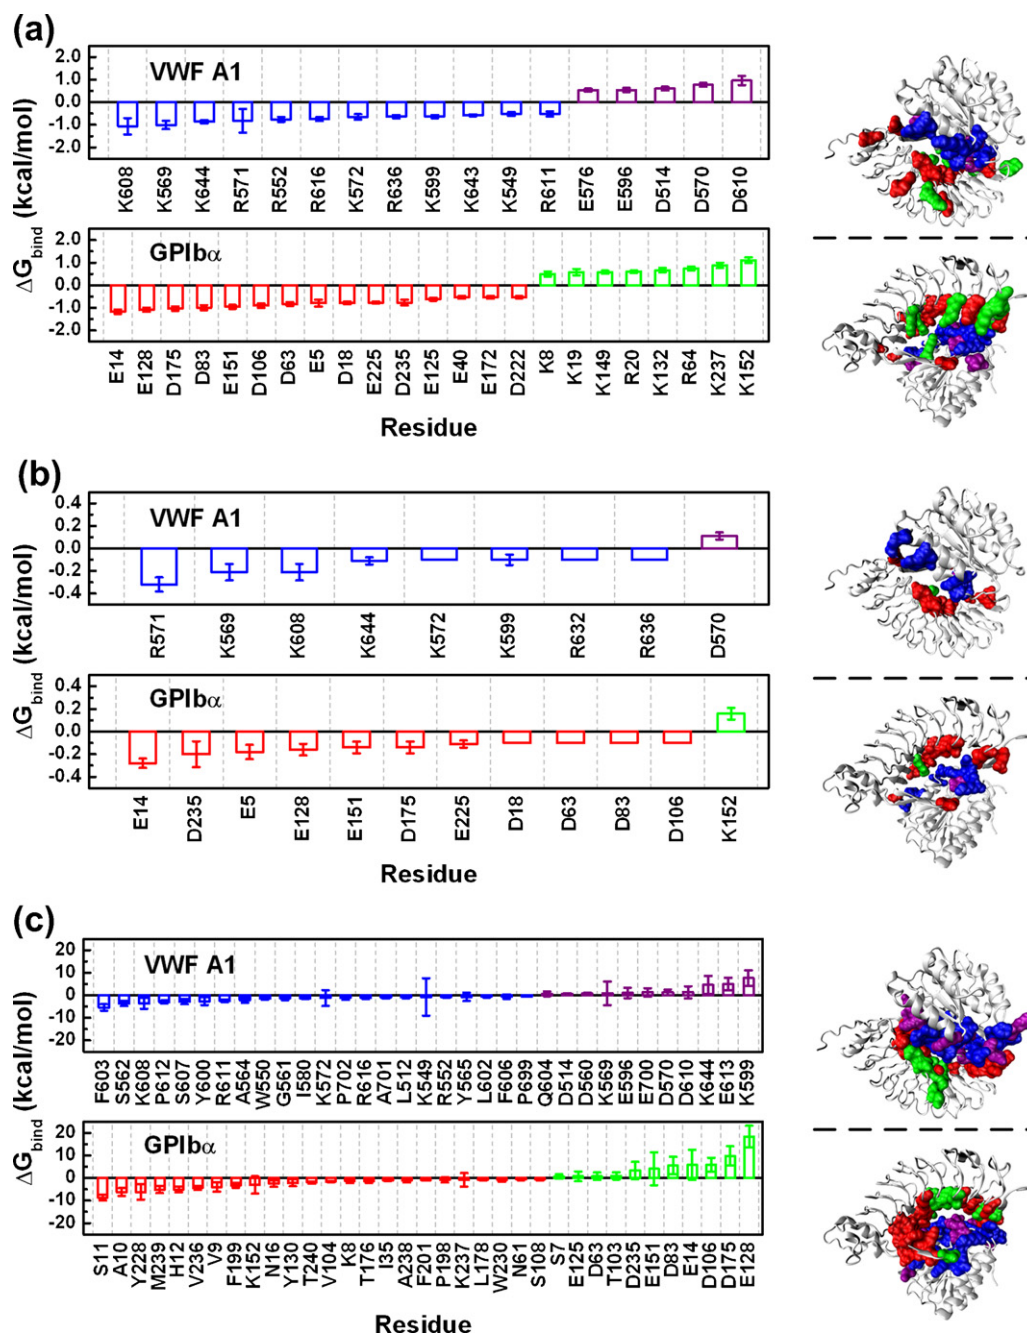 (a)
VWF A1
2.0
1.0
0.0
-1.0
-2.0
K608 K569 K644 R571 R552 R616 K572 R636 K599 K643 K549 R611 E576 E596 D514 D570 D610
ΔG bind (kcal/mol)
GPIbα
2.0
1.0
0.0
-1.0
-2.0
E14 E128 D175 D83 E151 D106 D63 E5 D18 E225 D235 E125 E40 E172 D222 K8 K19 K149 R20 K132 R64 K237 K152
Residue
(b)
VWF A1
0.4
0.2
0.0
-0.2
-0.4
R571 K569 K608 K644 K572 K599 R632 R636 D570
ΔG bind (kcal/mol)
GPIbα
0.4
0.2
0.0
-0.2
-0.4
E14 D235 E5 E128 E151 D175 E225 D18 D63 D83 D106 K152
Residue
(c)
VWF A1
20
10
0
-10
-20
F603 S562 K608 P612 S607 Y600 R611 A564 W550 G561 I580 K572 P702 R616 A701 L512 K549 R552 Y565 L602 F606 P699 Q604 D514 D560 K569 E596 E700 D570 D610 K644 E613 K599
ΔG bind (kcal/mol)
GPIbα
20
10
0
-10
-20
S11 A10 Y228 M239 H12 V236 V9 F199 K152 N16 Y130 T240 V104 K8 T176 I35 A238 F201 P198 K237 L178 W230 N61 S108 S7 E125 D63 T103 D235 E151 D83 E14 D106 D175 E128
Residue